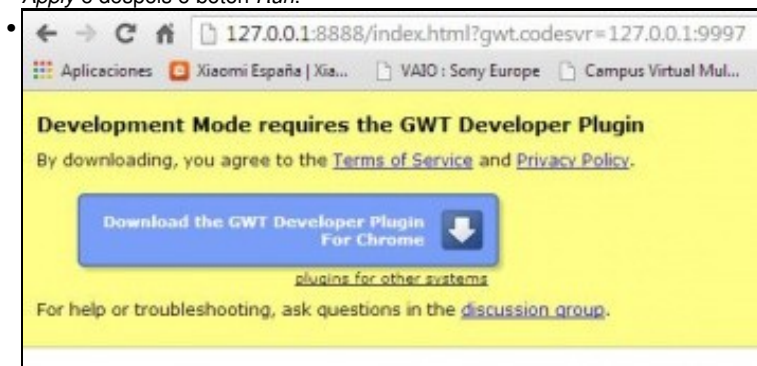 Apply e despois o botón Run.
127.0.0.1:8888/index.html?gwt.codesvr=127.0.0.1:9997
Aplicaciones Xiaomi España | Xia... VAIO : Sony Europe Campus Virtual Mul...
Development Mode requires the GWT Developer Plugin
By downloading, you agree to the Terms of Service and Privacy Policy.
Download the GWT Developer Plugin
For Chrome
plugins for other systems
For help or troubleshooting, ask questions in the discussion group.